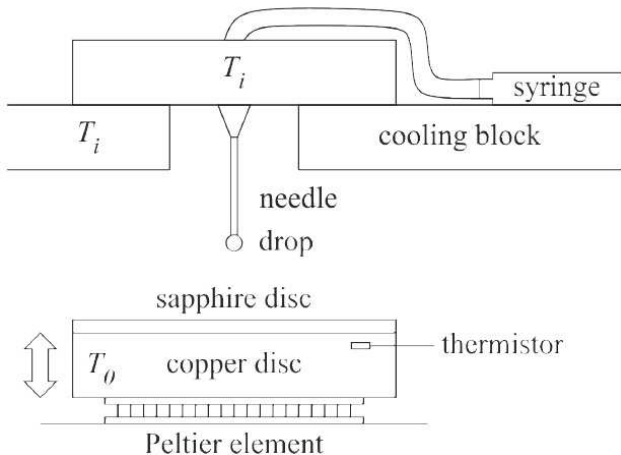 T_i
syringe
T_i
cooling block
needle
drop
sapphire disc
thermistor
T_0
copper disc
Peltier element